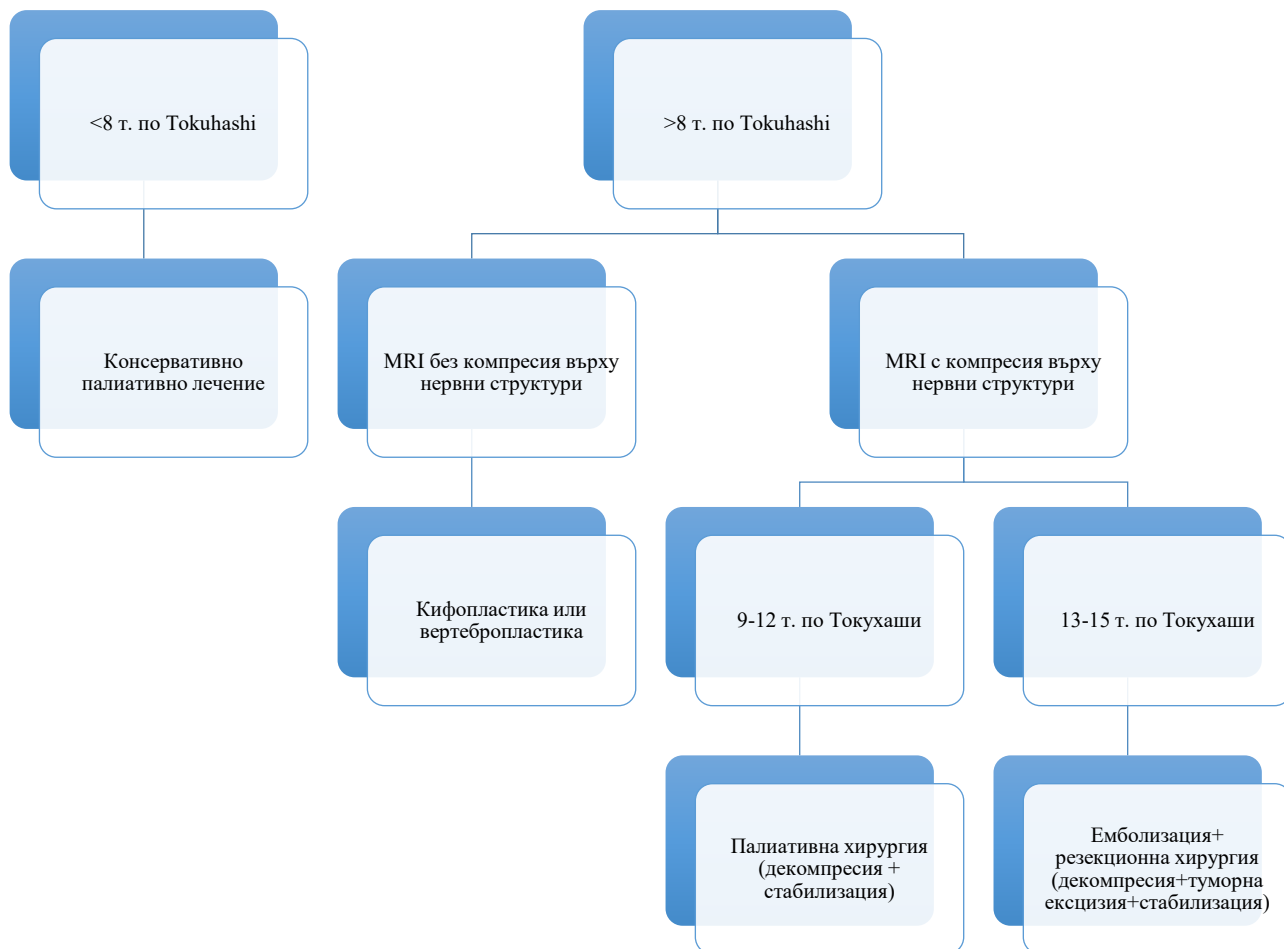 <8 т. по Tokuhashi
>8 т. по Tokuhashi
Консервативно
палиативно лечение
MRI без компресия върху
нервни структури
MRI с компресия върху
нервни структури
Кифопластика или
вертебропластика
9-12 т. по Токухаши
13-15 т. по Токухаши
Палиативна хирургия
(декомпресия +
стабилизация)
Емболизация+
резекционна хирургия
(декомпресия+туморна
ексцизия+стабилизация)